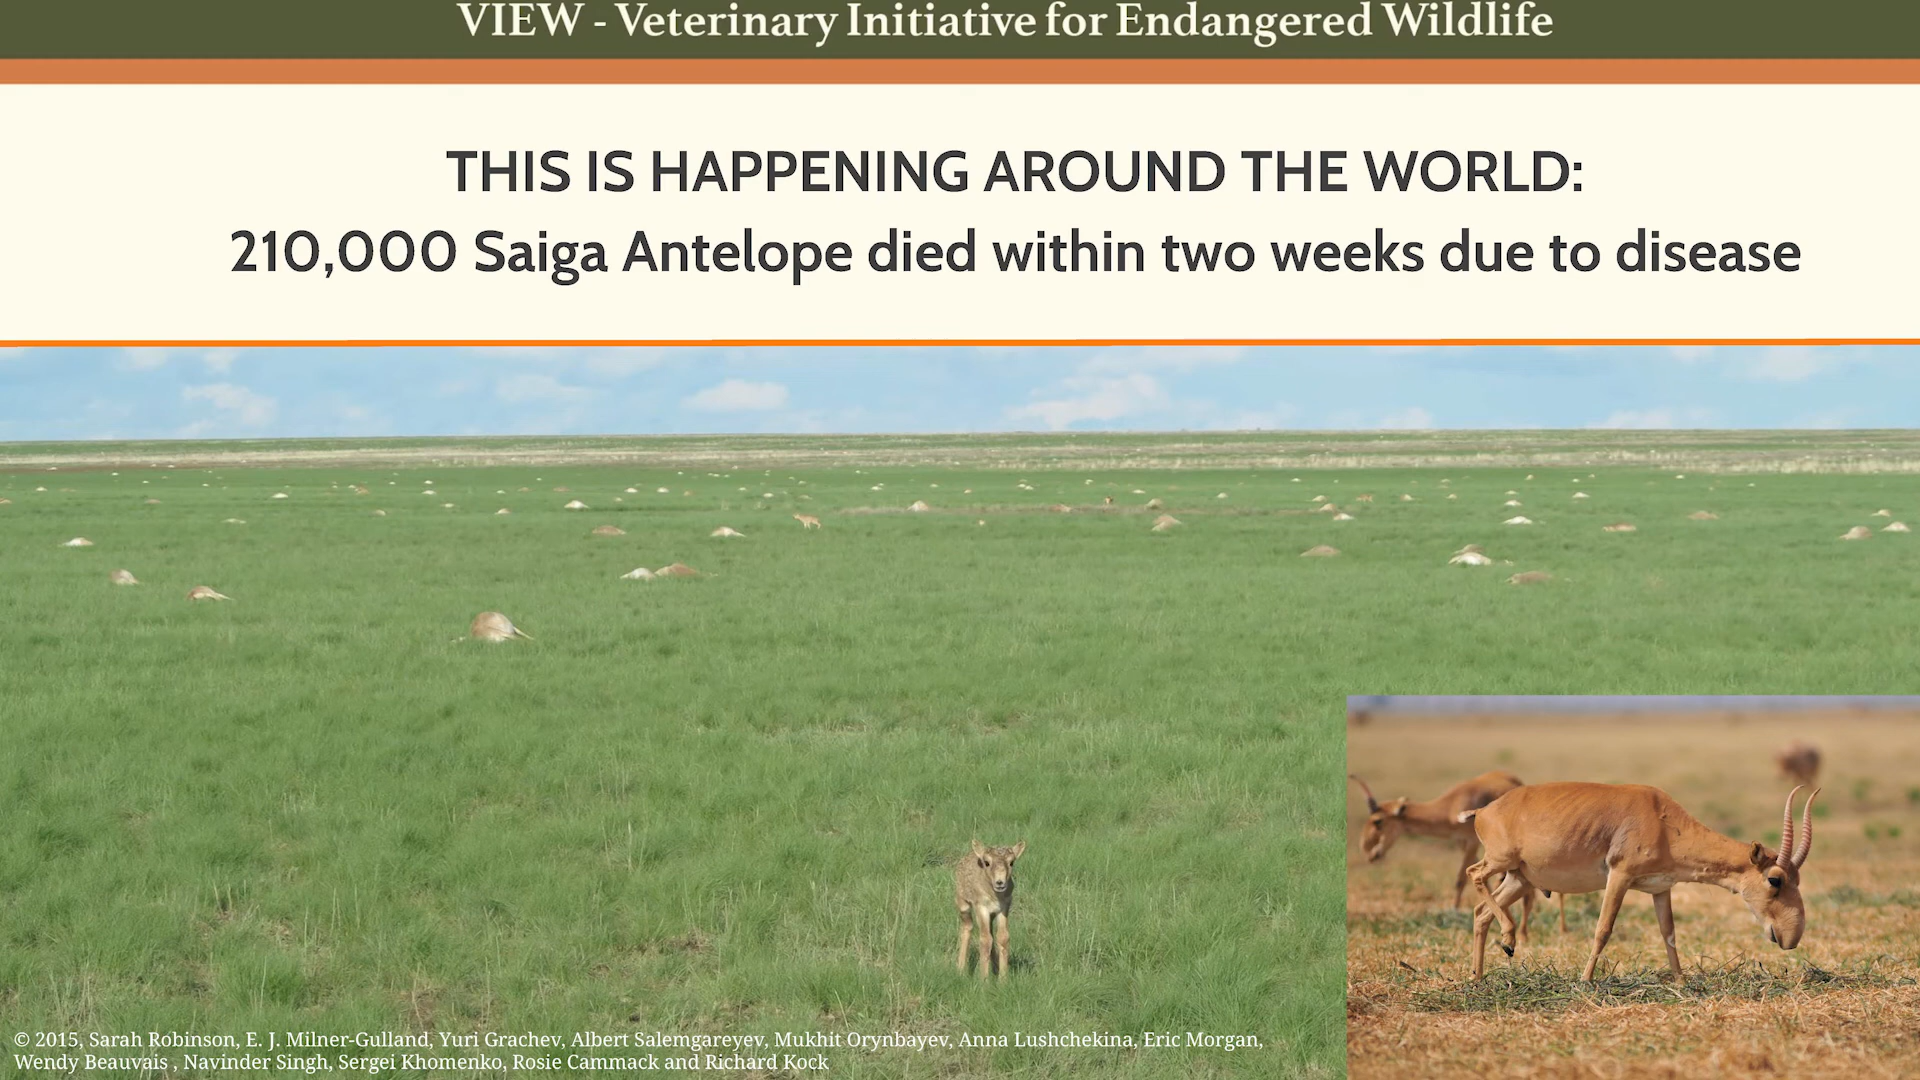 VIEW - Veterinary Initiative for Endangered Wildlife
THIS IS HAPPENING AROUND THE WORLD:
210,000 Saiga Antelope died within two weeks due to disease
© 2015, Sarah Robinson, E. J. Milner-Gulland, Yuri Grachev, Albert Salemgareyev, Mukhit Orynbayev, Anna Lushchekina, Eric Morgan,
Wendy Beauvais , Navinder Singh, Sergei Khomenko, Rosie Cammack and Richard Kock